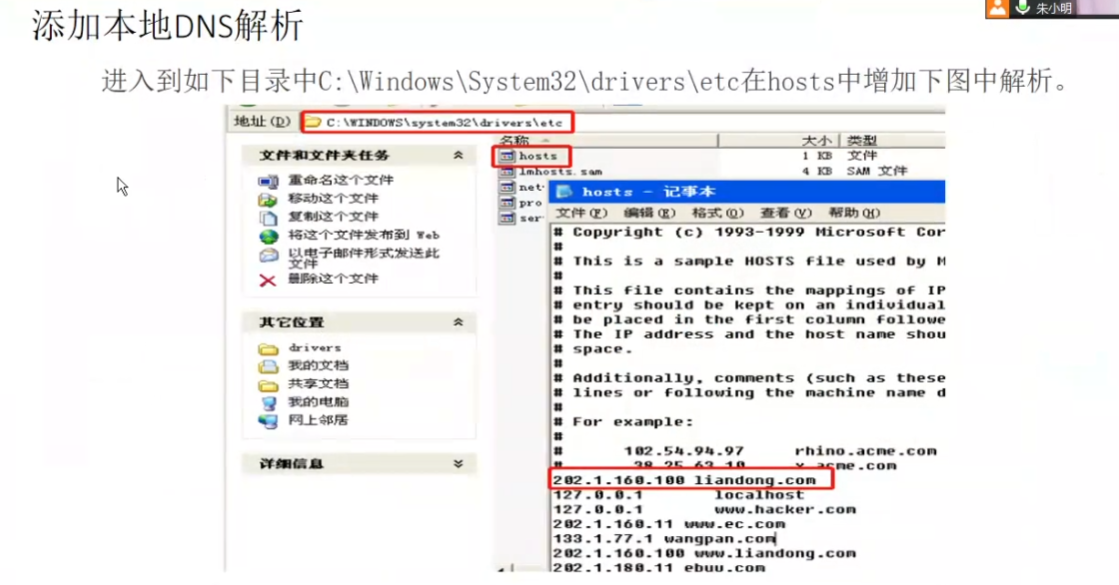 朱小明
添加本地DNS解析
进入到如下目录中C:\Windows\System32\drivers\etc在hosts中增加下图中解析。
地址(D) C:\WINDOWS\system32\drivers\etc
文件和文件夹任务
重命名这个文件
移动这个文件
复制这个文件
将这个文件发布到 Web
以电子邮件形式发送此
文件
删除这个文件
其它位置
drivers
我的文档
共享文档
我的电脑
网上邻居
详细信息
名称 大小 类型
hosts 1 KB 文件
lmhosts.sam 4 KB SAM 文件
net
pro
ser
hosts - 记事本
文件(F) 编辑(E) 格式(O) 查看(V) 帮助(H)
# Copyright (c) 1993-1999 Microsoft Cor
#
# This is a sample HOSTS file used by M
#
# This file contains the mappings of IP
# entry should be kept on an individual
# be placed in the first column followe
# The IP address and the host name shou
# space.
#
# Additionally, comments (such as these
# lines or following the machine name d
#
# For example:
#
# 102.54.94.97 rhino.acme.com
# 38.25.63.10 x.acme.com
202.1.160.100 liandong.com
127.0.0.1 localhost
127.0.0.1 www.hacker.com
202.1.160.11 www.ec.com
133.1.77.1 wangpan.com
202.1.160.100 www.liandong.com
202.1.180.11 ebuy.com